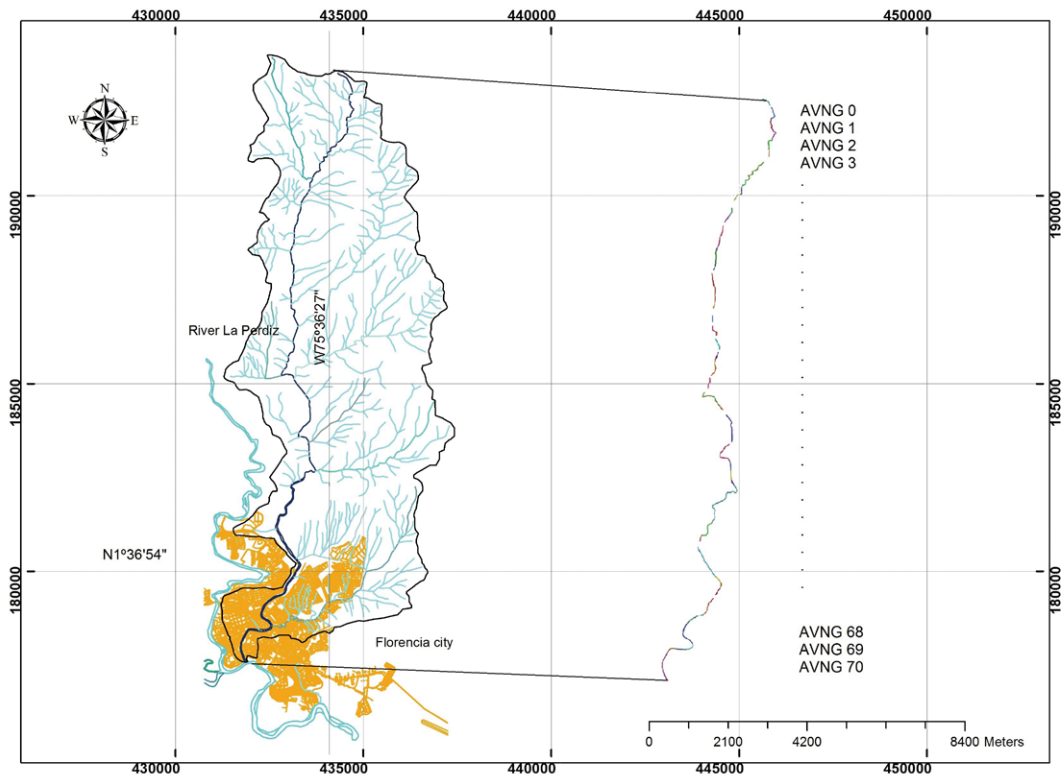 430000 435000 440000 445000 450000
N
W E
S
AVNG 0
AVNG 1
AVNG 2
AVNG 3
190000 190000
W75º36'27"
River La Perdiz
185000 185000
N1º36'54"
180000 180000
Florencia city
AVNG 68
AVNG 69
AVNG 70
0 2100 4200 8400 Meters
430000 435000 440000 445000 450000